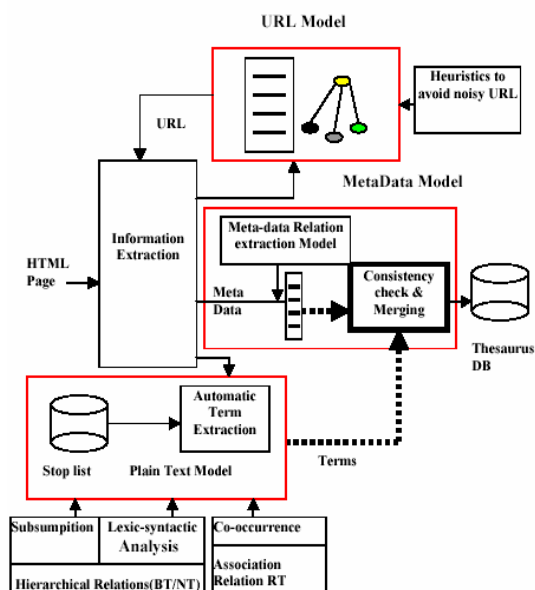 URL Model
Heuristics to
avoid noisy URL
URL
MetaData Model
Information
Extraction
Meta-data Relation
extraction Model
HTML
Page
Meta
Data
Consistency
check &
Merging
Thesaurus
DB
Automatic
Term
Extraction
Stop list
Plain Text Model
Terms
Subsumpition
Lexic-syntactic
Analysis
Co-occurrence
Hierarchical Relations(BT/NT)
Association
Relation RT